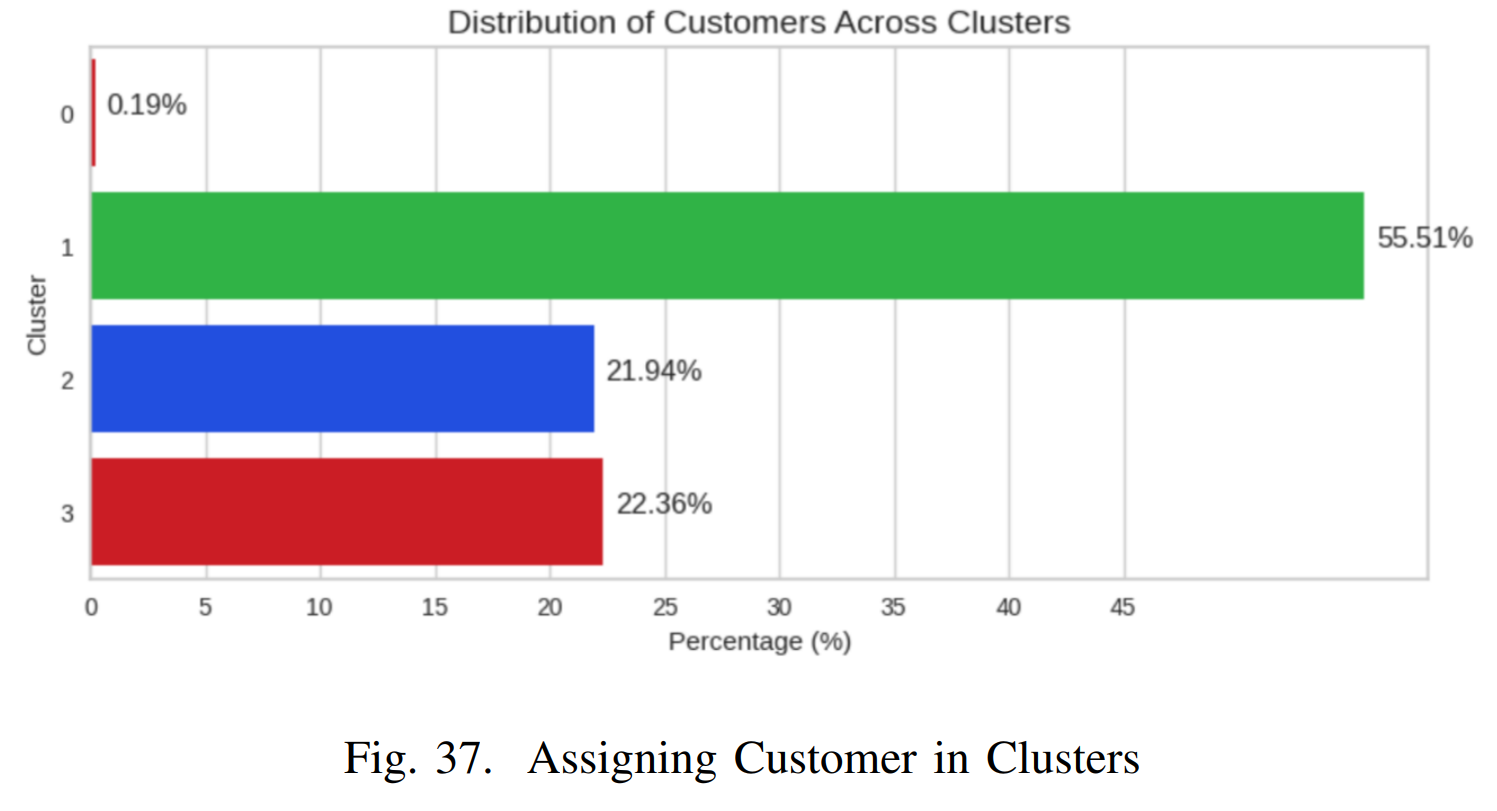 Distribution of Customers Across Clusters
0
0.19%
1
55.51%
Cluster
2
21.94%
3
22.36%
0 5 10 15 20 25 30 35 40 45
Percentage (%)
Fig. 37. Assigning Customer in Clusters